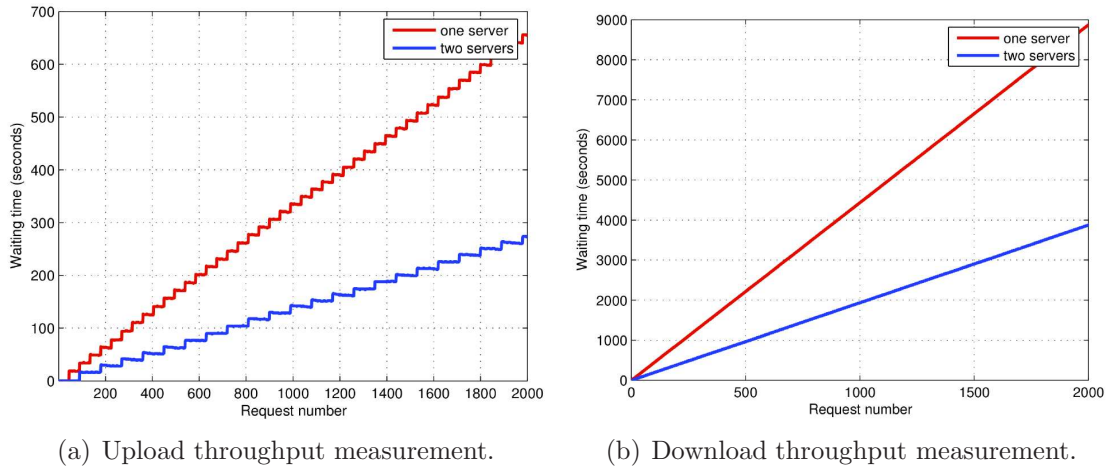 700
600
500
400
300
200
100
0
Waiting time (seconds)
200 400 600 800 1000 1200 1400 1600 1800 2000
Request number
one server
two servers
(a) Upload throughput measurement.
9000
8000
7000
6000
5000
4000
3000
2000
1000
0
Waiting time (seconds)
0 500 1000 1500 2000
Request number
one server
two servers
(b) Download throughput measurement.